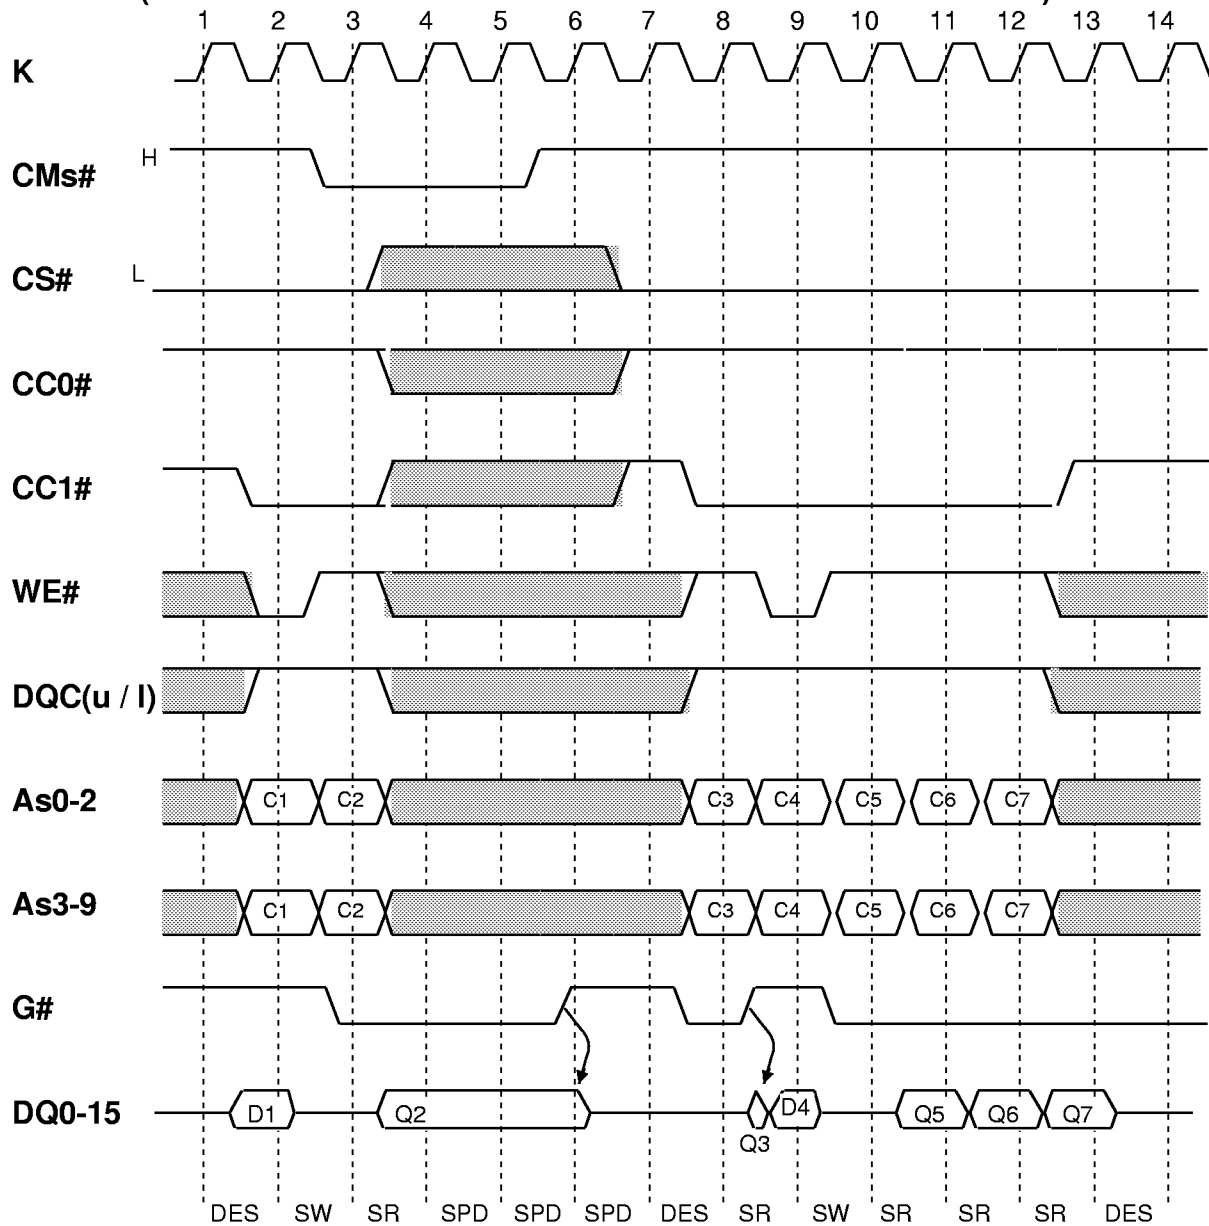 1 2 3 4 5 6 7 8 9 10 11 12 13 14
K
H
CMs#
L
CS#
CC0#
CC1#
WE#
DQC(u / l)
As0-2 C1 C2 C3 C4 C5 C6 C7
As3-9 C1 C2 C3 C4 C5 C6 C7
G#
DQ0-15 D1 Q2 Q3 D4 Q5 Q6 Q7
DES SW SR SPD SPD SPD DES SR SW SR SR SR DES